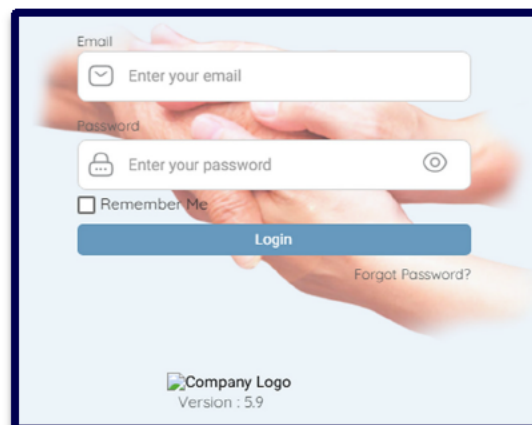 Email
Enter your email
Password
Enter your password
Remember Me
Login
Forgot Password?
Company Logo
Version : 5.9